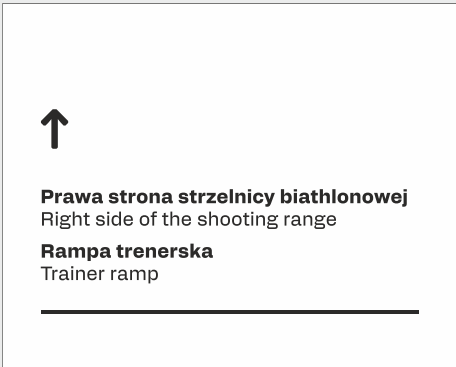 Prawa strona strzelnicy biathlonowej
Right side of the shooting range
Rampa trenerska
Trainer ramp